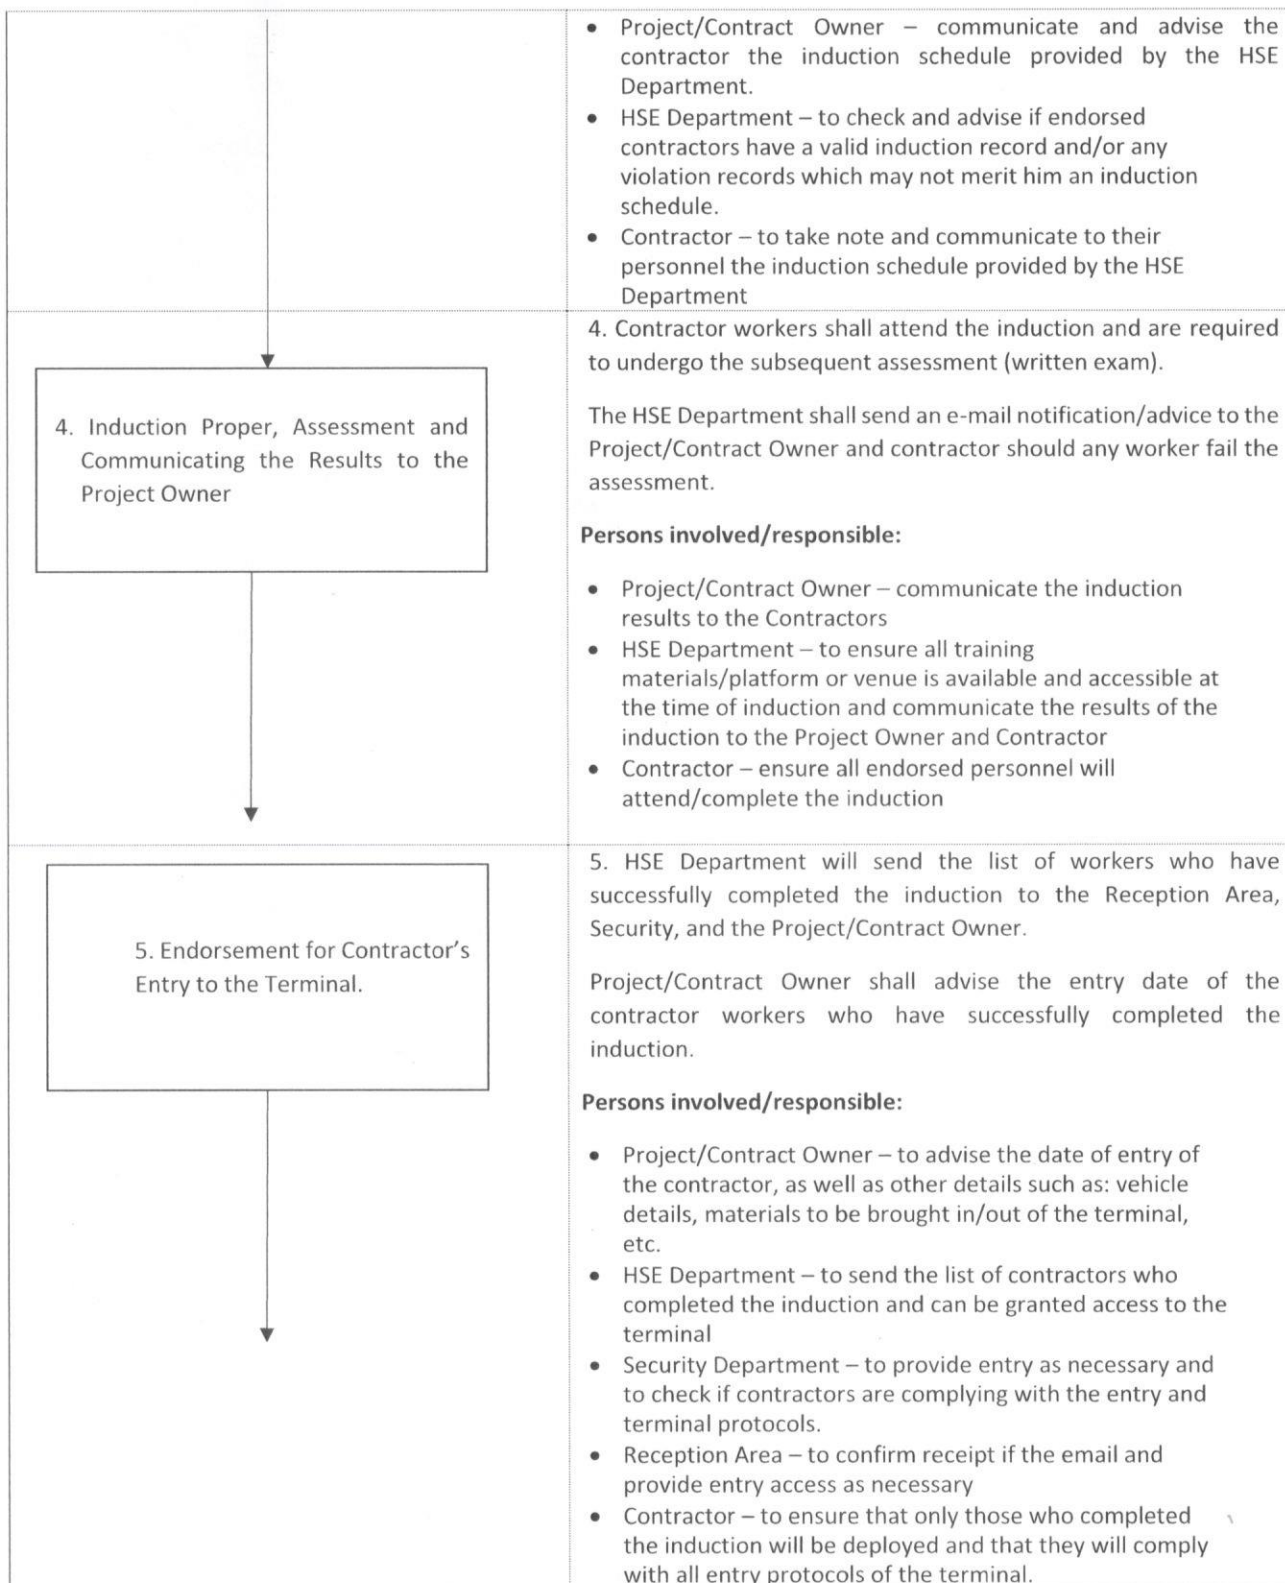 • Project/Contract Owner – communicate and advise the
contractor the induction schedule provided by the HSE
Department.
• HSE Department – to check and advise if endorsed
contractors have a valid induction record and/or any
violation records which may not merit him an induction
schedule.
• Contractor – to take note and communicate to their
personnel the induction schedule provided by the HSE
Department
4. Induction Proper, Assessment and
Communicating the Results to the
Project Owner
4. Contractor workers shall attend the induction and are required
to undergo the subsequent assessment (written exam).
The HSE Department shall send an e-mail notification/advice to the
Project/Contract Owner and contractor should any worker fail the
assessment.
Persons involved/responsible:
• Project/Contract Owner – communicate the induction
results to the Contractors
• HSE Department – to ensure all training
materials/platform or venue is available and accessible at
the time of induction and communicate the results of the
induction to the Project Owner and Contractor
• Contractor – ensure all endorsed personnel will
attend/complete the induction
5. Endorsement for Contractor’s
Entry to the Terminal.
5. HSE Department will send the list of workers who have
successfully completed the induction to the Reception Area,
Security, and the Project/Contract Owner.
Project/Contract Owner shall advise the entry date of the
contractor workers who have successfully completed the
induction.
Persons involved/responsible:
• Project/Contract Owner – to advise the date of entry of
the contractor, as well as other details such as: vehicle
details, materials to be brought in/out of the terminal,
etc.
• HSE Department – to send the list of contractors who
completed the induction and can be granted access to the
terminal
• Security Department – to provide entry as necessary and
to check if contractors are complying with the entry and
terminal protocols.
• Reception Area – to confirm receipt if the email and
provide entry access as necessary
• Contractor – to ensure that only those who completed
the induction will be deployed and that they will comply
with all entry protocols of the terminal.